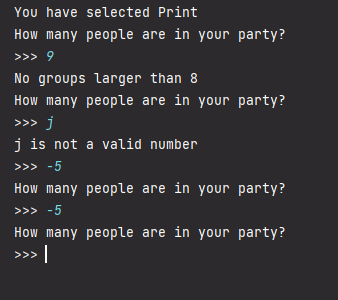 You have selected Print
How many people are in your party?
>>> 9
No groups larger than 8
How many people are in your party?
>>> j
j is not a valid number
>>> -5
How many people are in your party?
>>> -5
How many people are in your party?
>>>